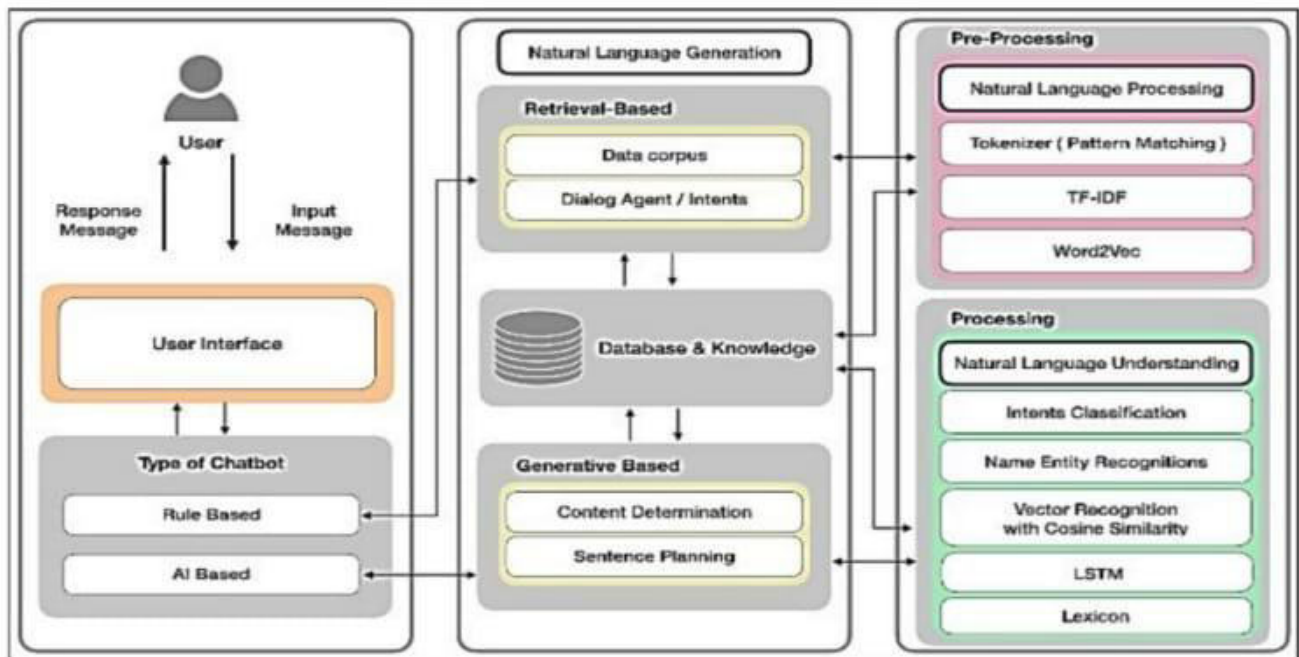 User
Response
Message
Input
Message
User Interface
Type of Chatbot
Rule Based
AI Based
Natural Language Generation
Retrieval-Based
Data corpus
Dialog Agent / Intents
Database & Knowledge
Generative Based
Content Determination
Sentence Planning
Pre-Processing
Natural Language Processing
Tokenizer ( Pattern Matching )
TF-IDF
Word2Vec
Processing
Natural Language Understanding
Intents Classification
Name Entity Recognitions
Vector Recognition
with Cosine Similarity
LSTM
Lexicon